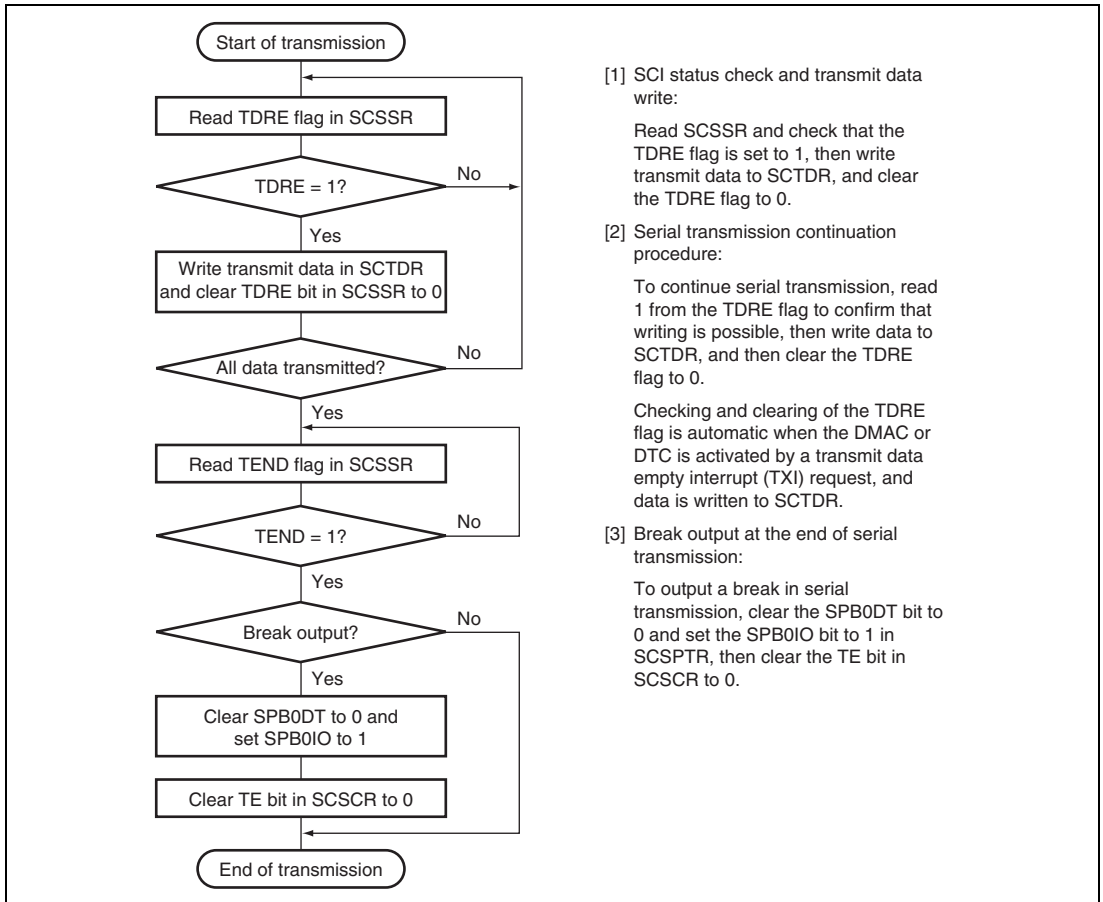 Start of transmission
Read TDRE flag in SCSSR
TDRE = 1?
No
Yes
Write transmit data in SCTDR
and clear TDRE bit in SCSSR to 0
All data transmitted?
No
Yes
Read TEND flag in SCSSR
TEND = 1?
No
Yes
Break output?
No
Yes
Clear SPB0DT to 0 and
set SPB0IO to 1
Clear TE bit in SCSCR to 0
End of transmission
[1] SCI status check and transmit data
write:
Read SCSSR and check that the
TDRE flag is set to 1, then write
transmit data to SCTDR, and clear
the TDRE flag to 0.
[2] Serial transmission continuation
procedure:
To continue serial transmission, read
1 from the TDRE flag to confirm that
writing is possible, then write data to
SCTDR, and then clear the TDRE
flag to 0.
Checking and clearing of the TDRE
flag is automatic when the DMAC or
DTC is activated by a transmit data
empty interrupt (TXI) request, and
data is written to SCTDR.
[3] Break output at the end of serial
transmission:
To output a break in serial
transmission, clear the SPB0DT bit to
0 and set the SPB0IO bit to 1 in
SCSPTR, then clear the TE bit in
SCSCR to 0.